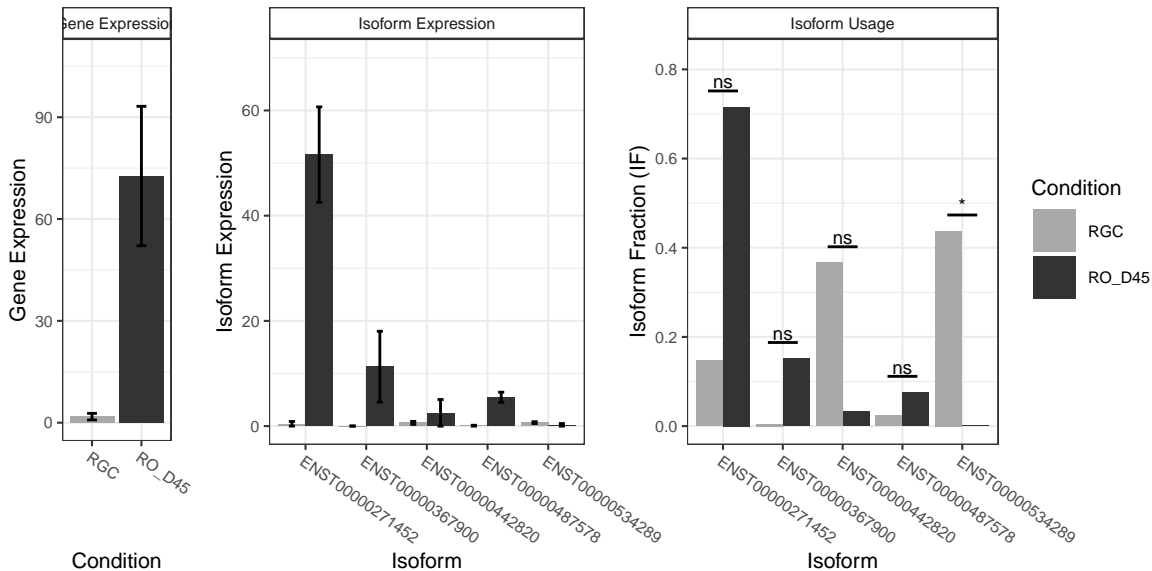 Gene Expression
Isoform Expression
Isoform Usage
Gene Expression
90
60
30
0
RGC
RO_D45
Condition
Isoform Expression
60
40
20
0
ENST00000271452
ENST00000367900
ENST00000442820
ENST00000487578
ENST00000534289
Isoform
Isoform Fraction (IF)
0.8
0.6
0.4
0.2
0.0
ns
ns
ns
ns
*
ENST00000271452
ENST00000367900
ENST00000442820
ENST00000487578
ENST00000534289
Isoform
Condition
RGC
RO_D45